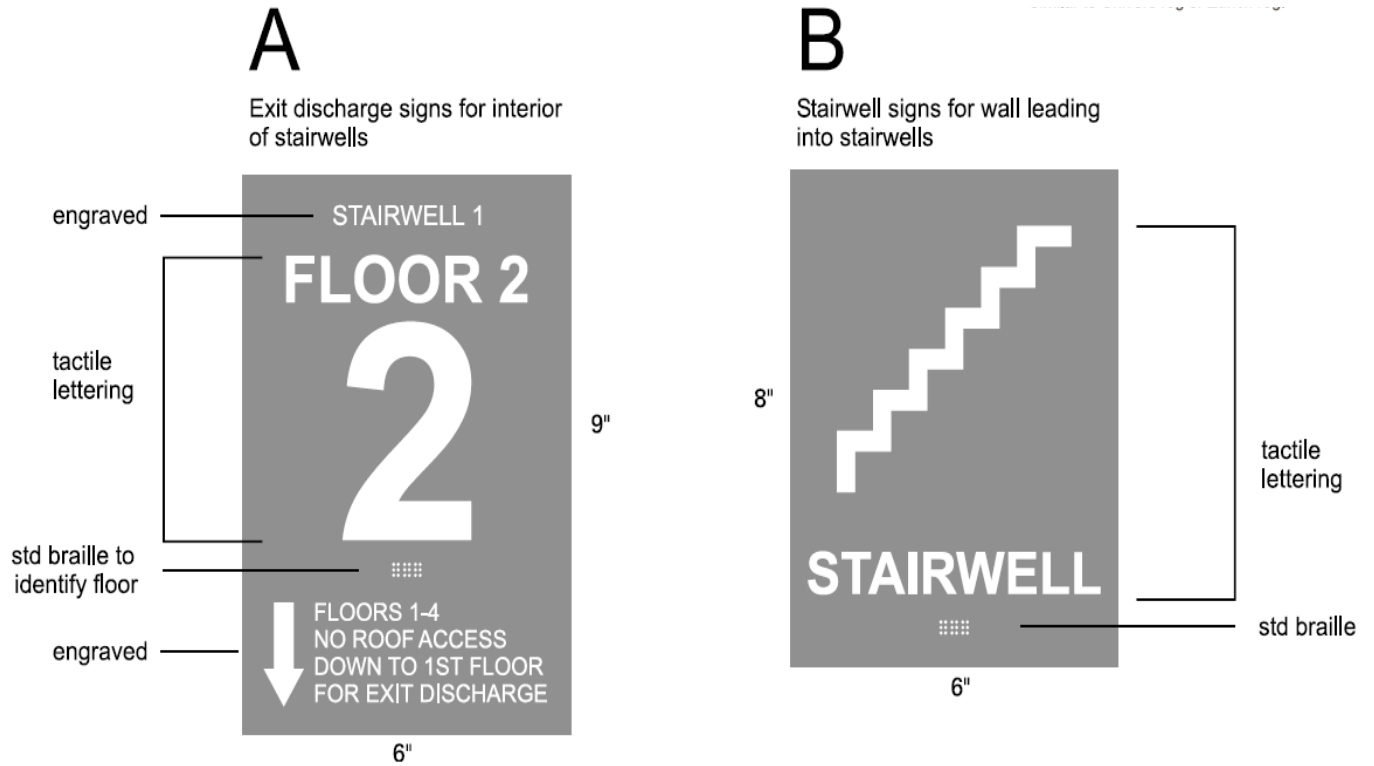 A
Exit discharge signs for interior
of stairwells
engraved
STAIRWELL 1
FLOOR 2
2
tactile
lettering
9"
std braille to
identify floor
engraved
FLOORS 1-4
NO ROOF ACCESS
DOWN TO 1ST FLOOR
FOR EXIT DISCHARGE
6"
B
Stairwell signs for wall leading
into stairwells
8"
tactile
lettering
STAIRWELL
std braille
6"